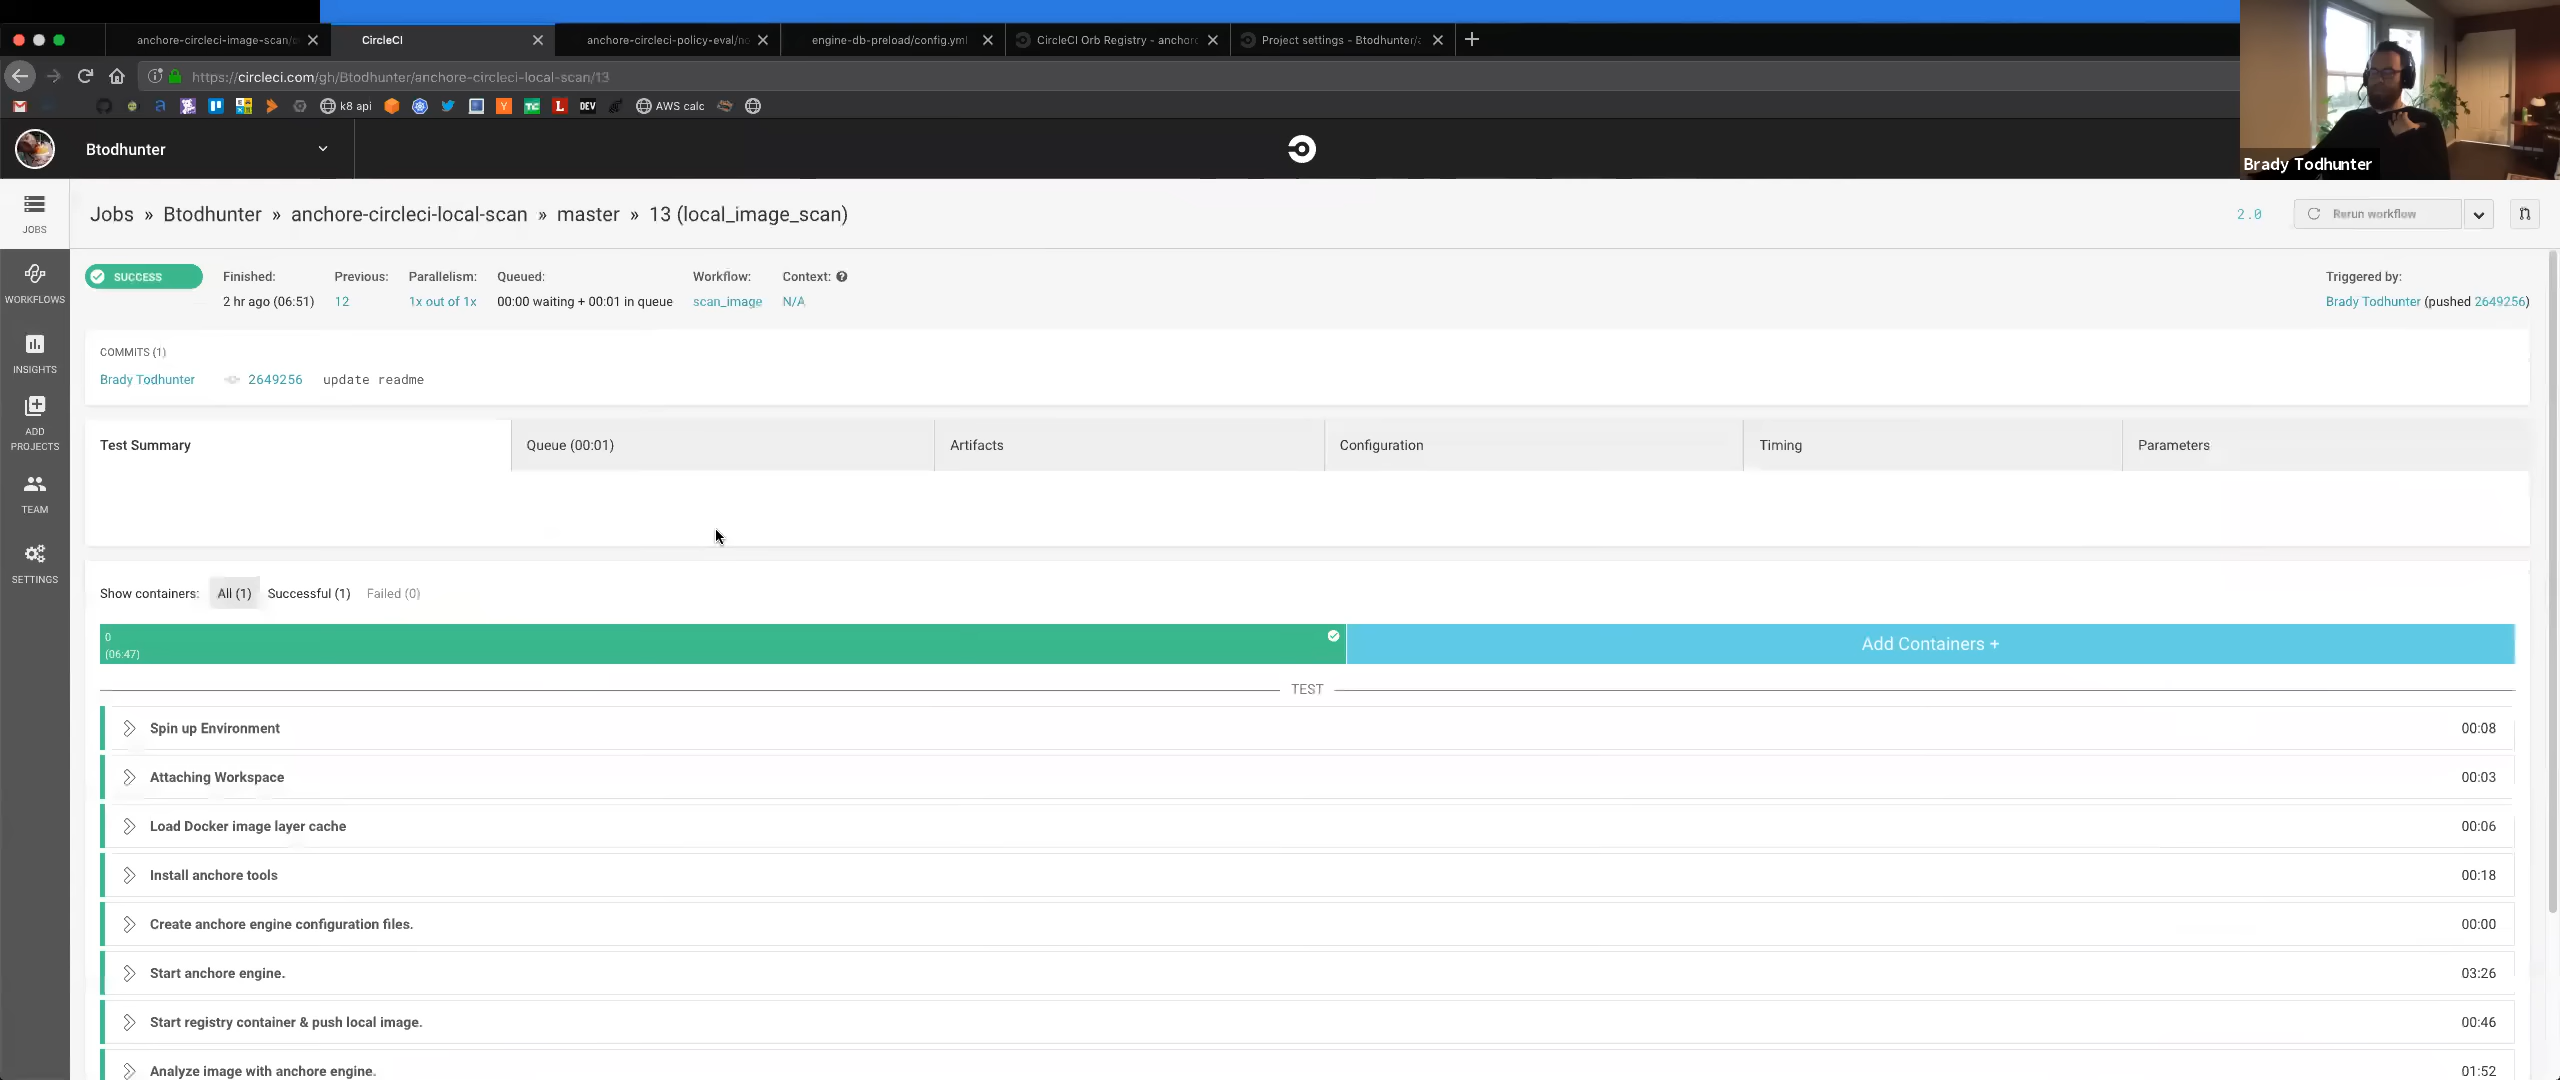 anchore-circleci-image-scan/
CircleCI
anchore-circleci-policy-eval/no
engine-db-preload/config.yml
CircleCI Orb Registry - anchor
Project settings - Btodhunter/
https://circleci.com/gh/Btodhunter/anchore-circleci-local-scan/13
k8 api
DEV
AWS calc
Btodhunter
Brady Todhunter
JOBS
Jobs » Btodhunter » anchore-circleci-local-scan » master » 13 (local_image_scan)
2.0
Rerun workflow
WORKFLOWS
INSIGHTS
ADD
PROJECTS
TEAM
SETTINGS
SUCCESS
Finished:
2 hr ago (06:51)
Previous:
12
Parallelism:
1x out of 1x
Queued:
00:00 waiting + 00:01 in queue
Workflow:
scan_image
Context:
N/A
Triggered by:
Brady Todhunter (pushed 2649256)
COMMITS (1)
Brady Todhunter 2649256 update readme
Test Summary
Queue (00:01)
Artifacts
Configuration
Timing
Parameters
Show containers: All (1) Successful (1) Failed (0)
0
(06:47)
Add Containers +
TEST
Spin up Environment 00:08
Attaching Workspace 00:03
Load Docker image layer cache 00:06
Install anchore tools 00:18
Create anchore engine configuration files. 00:00
Start anchore engine. 03:26
Start registry container & push local image. 00:46
Analyze image with anchore engine. 01:52